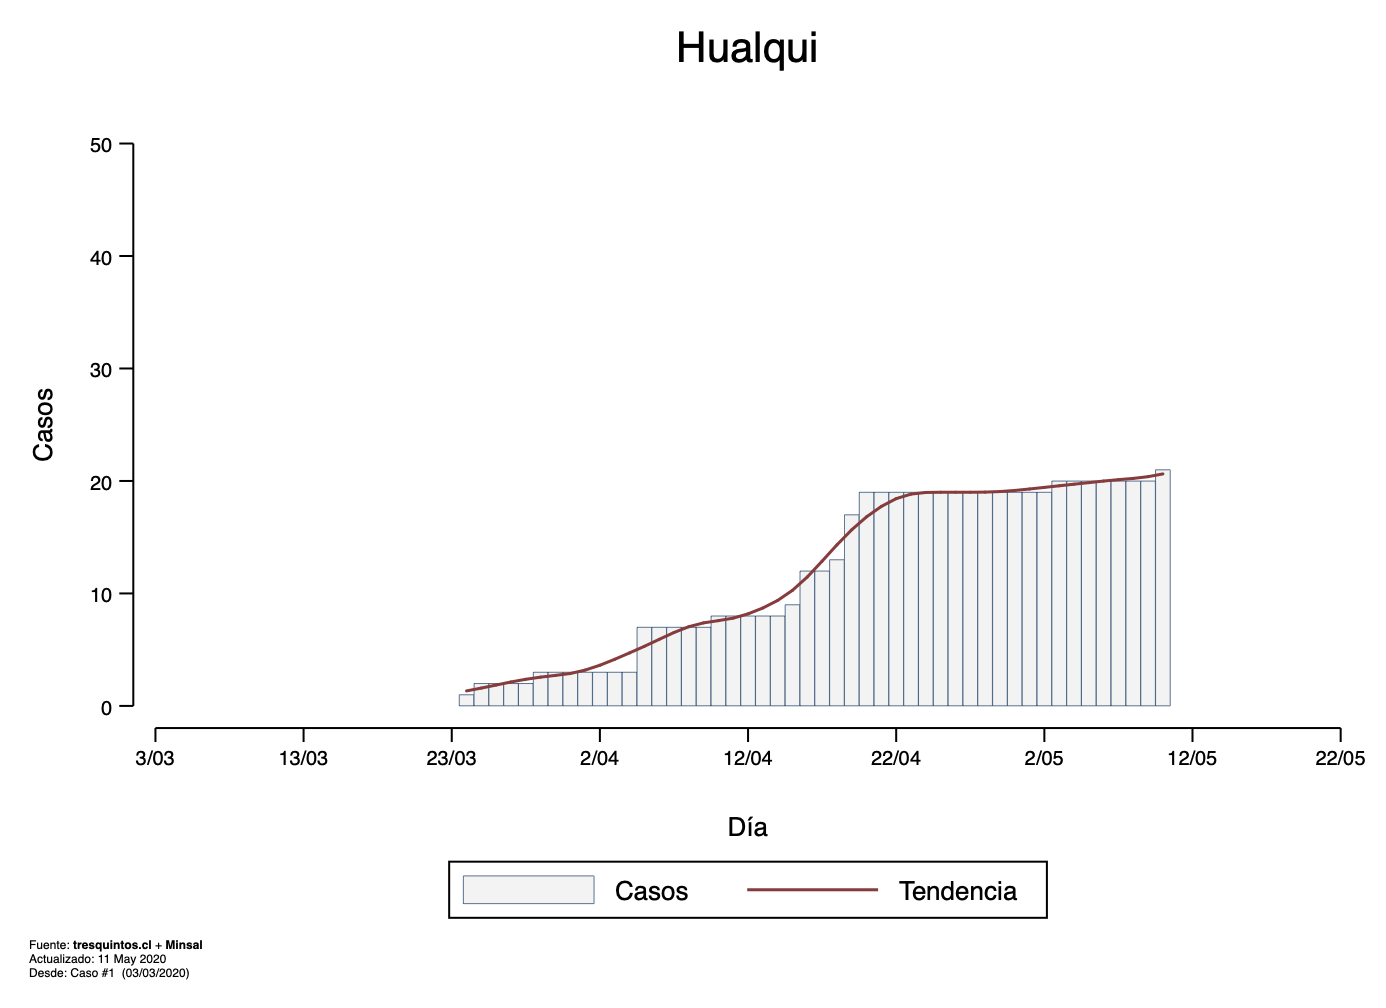 Hualqui
50
40
30
20
10
0
Casos
3/03 13/03 23/03 2/04 12/04 22/04 2/05 12/05 22/05
Día
Casos Tendencia
Fuente: tresquintos.cl + Minsal
Actualizado: 11 May 2020
Desde: Caso #1 (03/03/2020)